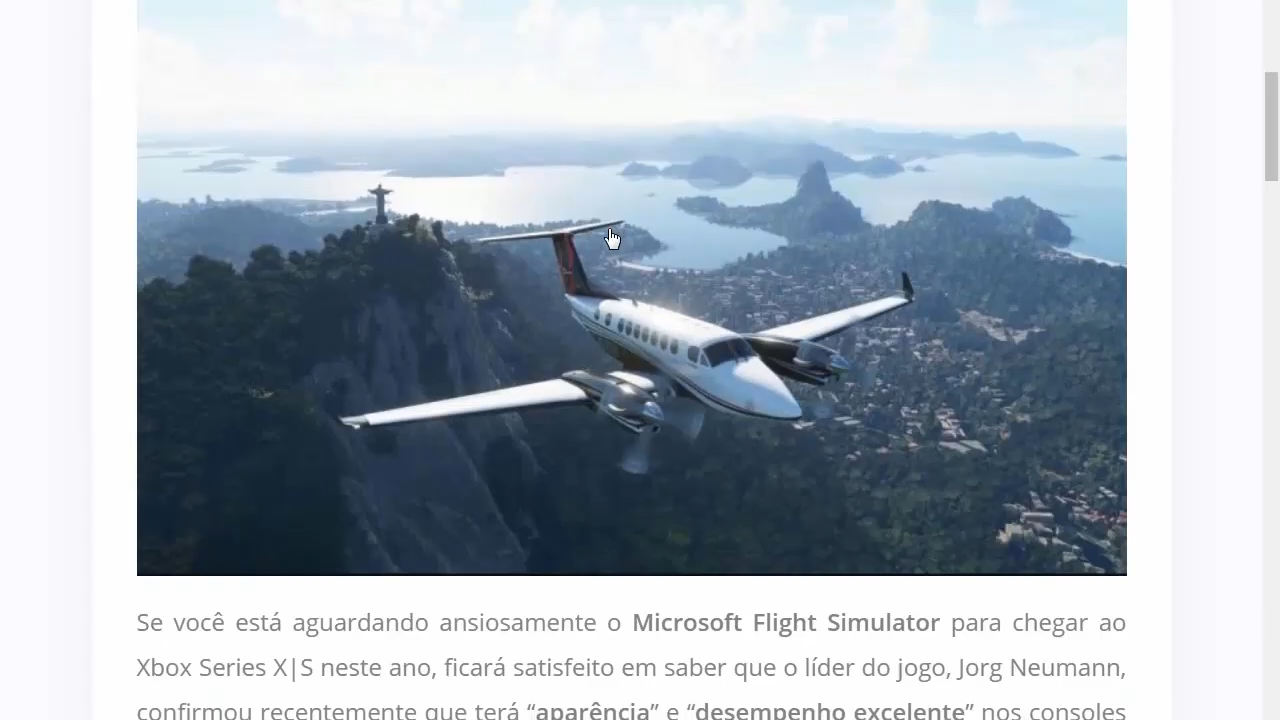 Se você está aguardando ansiosamente o Microsoft Flight Simulator para chegar ao
Xbox Series X|S neste ano, ficará satisfeito em saber que o líder do jogo, Jorg Neumann,
confirmou recentemente que terá “aparência” e “desempenho excelente” nos consoles